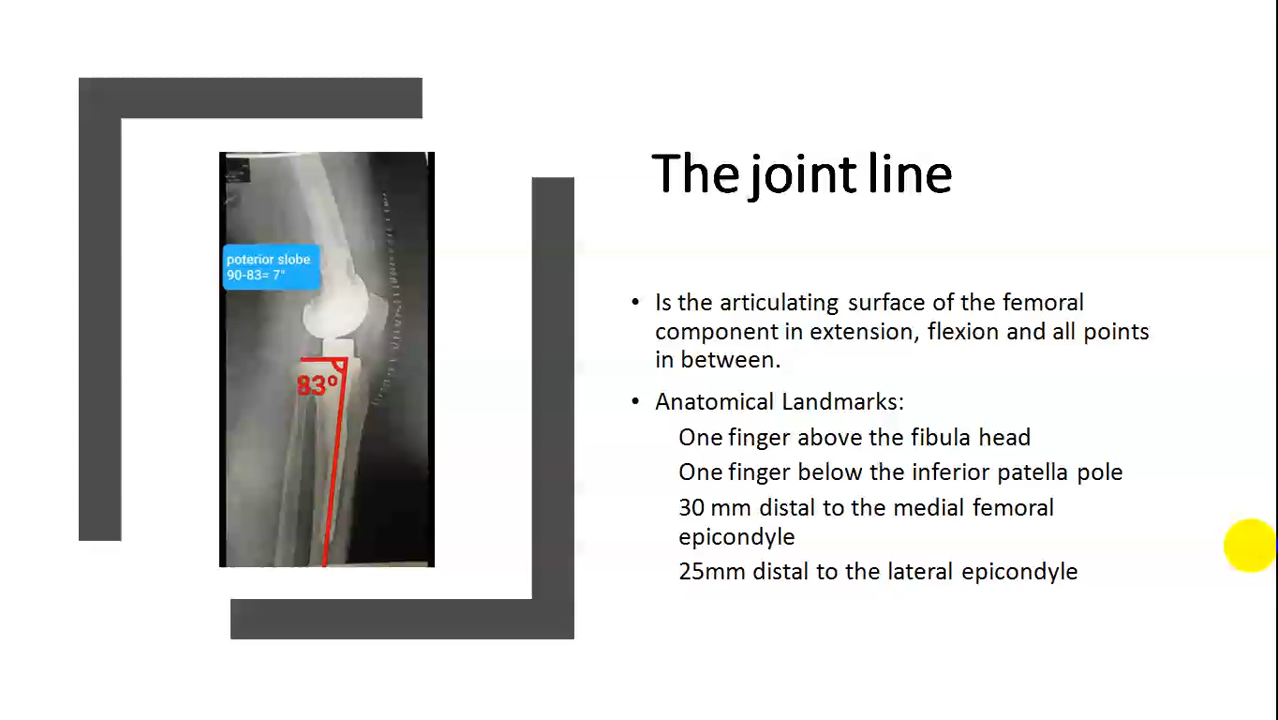 The joint line
poterior slobe
90-83= 7°
83°
• Is the articulating surface of the femoral
component in extension, flexion and all points
in between.
• Anatomical Landmarks:
One finger above the fibula head
One finger below the inferior patella pole
30 mm distal to the medial femoral
epicondyle
25mm distal to the lateral epicondyle